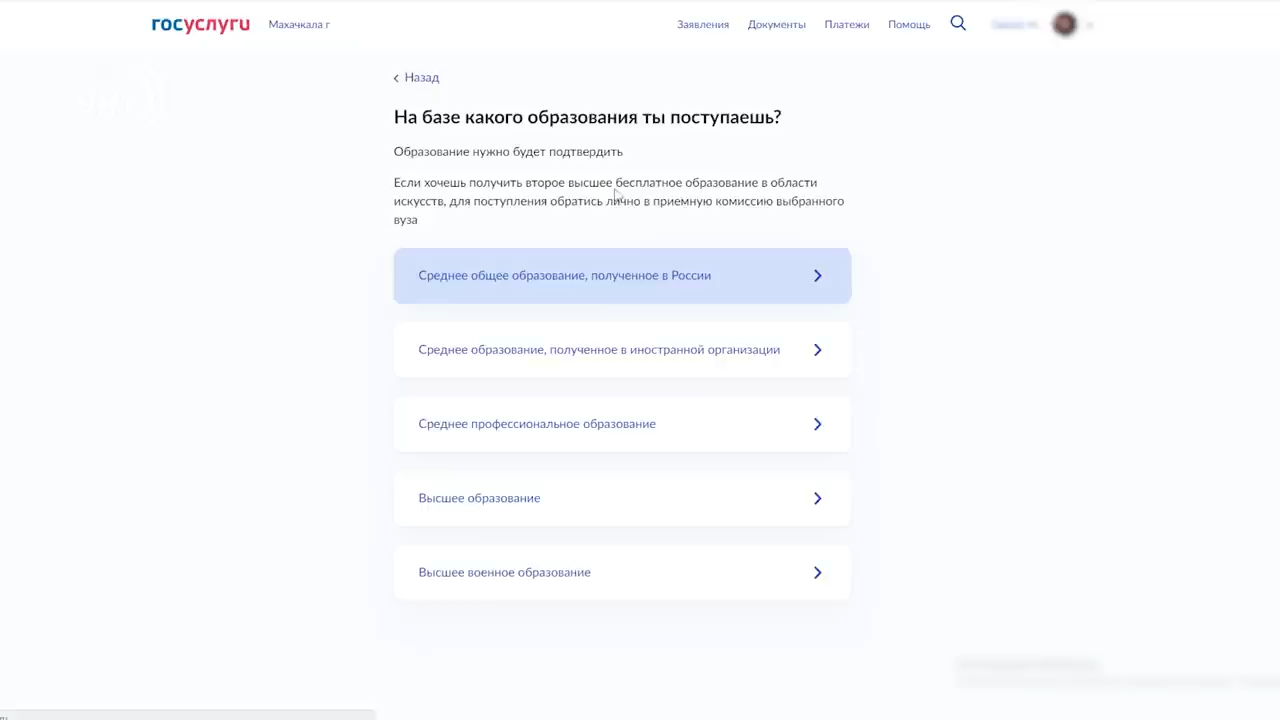 госуслуги Махачкала г Заявления Документы Платежи Помощь
Назад
На базе какого образования ты поступаешь?
Образование нужно будет подтвердить
Если хочешь получить второе высшее бесплатное образование в области
искусств, для поступления обратись лично в приемную комиссию выбранного
вуза
Среднее общее образование, полученное в России
Среднее образование, полученное в иностранной организации
Среднее профессиональное образование
Высшее образование
Высшее военное образование